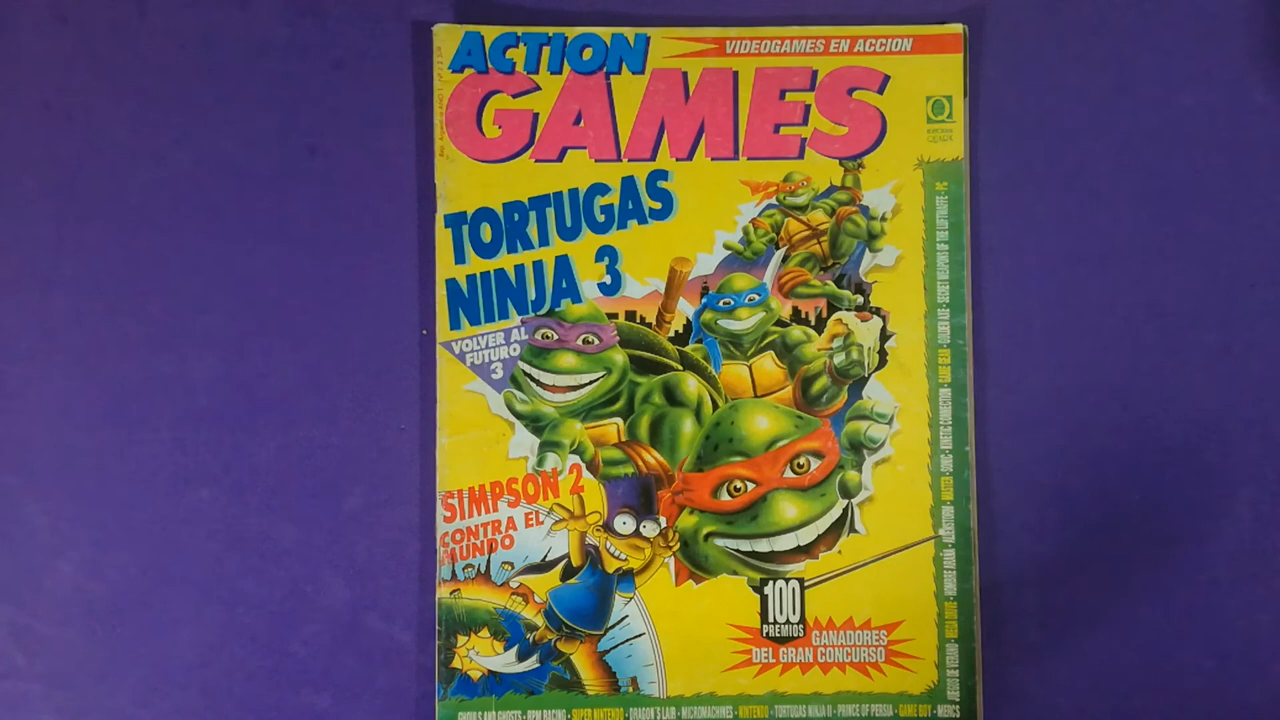 ACTION
GAMES
VIDEOGAMES EN ACCION
Q
TORTUGAS
NINJA 3
VOLVER AL
FUTURO
3
SIMPSON 2
CONTRA EL
MUNDO
100
PREMIOS
GANADORES
DEL GRAN CONCURSO
JUEGOS DE VERANO - MEGA DRIVE - HOMBRE ARAÑA - ALIENSTORM - MASTER - SONIC - KINETIC CONNECTION - GAME GEAR - GOLDEN AXE - SECRET WEAPONS OF THE LUFTWAFFE - PC
GHOULS AND GHOSTS - RPM RACING - SUPER NINTENDO - DRAGON'S LAIR - MICROMACHINES - NINTENDO - TORTUGAS NINJA II - PRINCE OF PERSIA - GAME BOY - MERCS